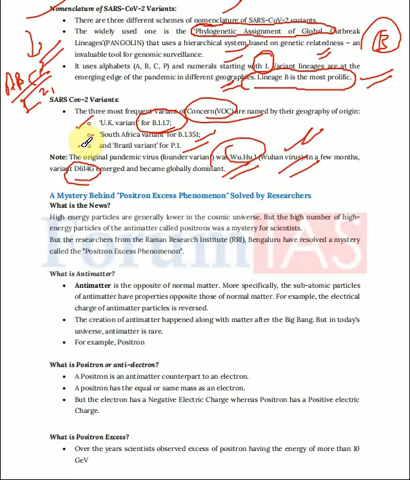 Nomenclature of SARS-CoV-2 Variants:
There are three different schemes of nomenclature of SARS-CoV-2 variants.
The widely used one is the Phylogenetic Assignment of Global Outbreak
Lineages'(PANGOLIN) that uses a hierarchical system based on genetic relatedness – an
invaluable tool for genomic surveillance.
It uses alphabets (A, B, C, P) and numerals starting with 1. Variant lineages are at the
emerging edge of the pandemic in different geographies. Lineage B is the most prolific.
B
A B C
SARS Cov-2 Variants:
The three most frequent Variant of Concern(VOC) are named by their geography of origin:
'U.K. varian for B.1.1.7;
'South Africa variant' for B.1.351;
and 'Brazil variant' for P.1.
Note: The original pandemic virus (founder variant) was Wu.Hu.1 (Wuhan virus). In a few months,
variant D614G emerged and became globally dominant.
A Mystery Behind "Positron Excess Phenomenon" Solved by Researchers
What is the News?
High energy particles are generally lower in the cosmic universe. But the high number of high-
energy particles of the antimatter called positrons was a mystery for scientists.
But the researchers from the Raman Research Institute (RRI), Bengaluru have resolved a mystery
called the "Positron Excess Phenomenon".
ForumIAS
What is Antimatter?
Antimatter is the opposite of normal matter. More specifically, the sub-atomic particles
of antimatter have properties opposite those of normal matter. For example, the electrical
charge of antimatter particles is reversed.
The creation of antimatter happened along with matter after the Big Bang. But in today's
universe, antimatter is rare.
For example, Positron
What is Positron or anti-electron?
A Positron is an antimatter counterpart to an electron.
A positron has the equal or same mass as an electron.
But the electron has a Negative Electric Charge whereas Positron has a Positive electric
Charge.
What is Positron Excess?
Over the years scientists observed excess of positron having the energy of more than 10
GeV